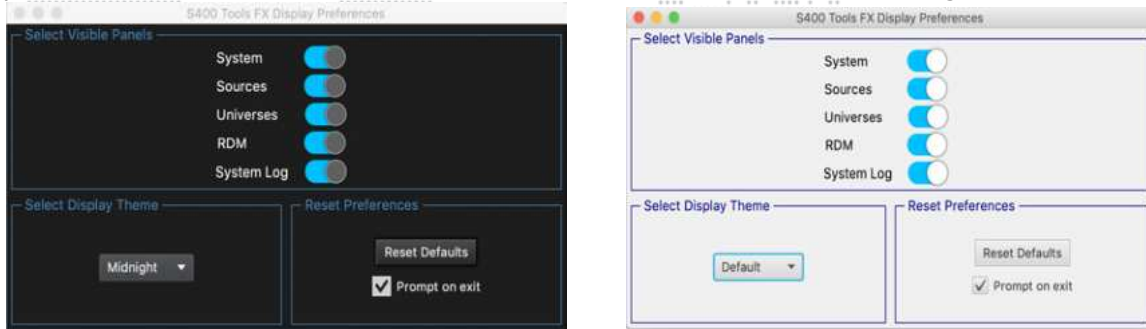 S400 Tools FX Display Preferences
Select Visible Panels
System
Sources
Universes
RDM
System Log
Select Display Theme
Midnight
Reset Preferences
Reset Defaults
Prompt on exit
S400 Tools FX Display Preferences
Select Visible Panels
System
Sources
Universes
RDM
System Log
Select Display Theme
Default
Reset Preferences
Reset Defaults
Prompt on exit